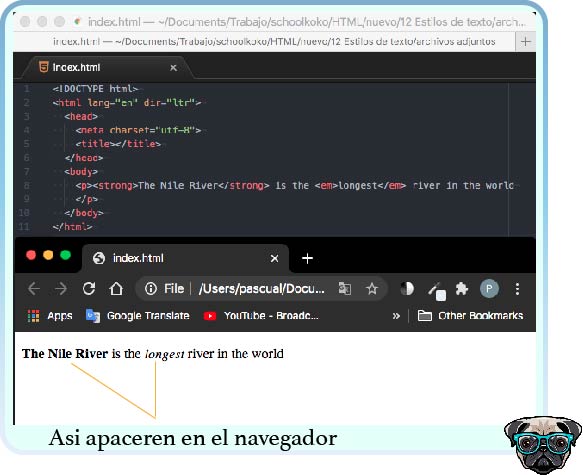 index.html — ~/Documents/Trabajo/schoolkoko/HTML/nuevo/12 Estilos de texto/arch...
index.html — ~/Documents/Trabajo/schoolkoko/HTML/nuevo/12 Estilos de texto/archivos adjuntos +
index.html ×
1 <!DOCTYPE html>
2 <html lang="en" dir="ltr">
3 <head>
4 <meta charset="utf-8">
5 <title></title>
6 </head>
7 <body>
8 <p><strong>The Nile River</strong> is the <em>longest</em> river in the world
9 </p>
10 </body>
11 </html>
index.html × +
File | /Users/pascual/Docu... P
Apps Google Translate YouTube - Broadc... » Other Bookmarks
The Nile River is the longest river in the world
Asi apaceren en el navegador